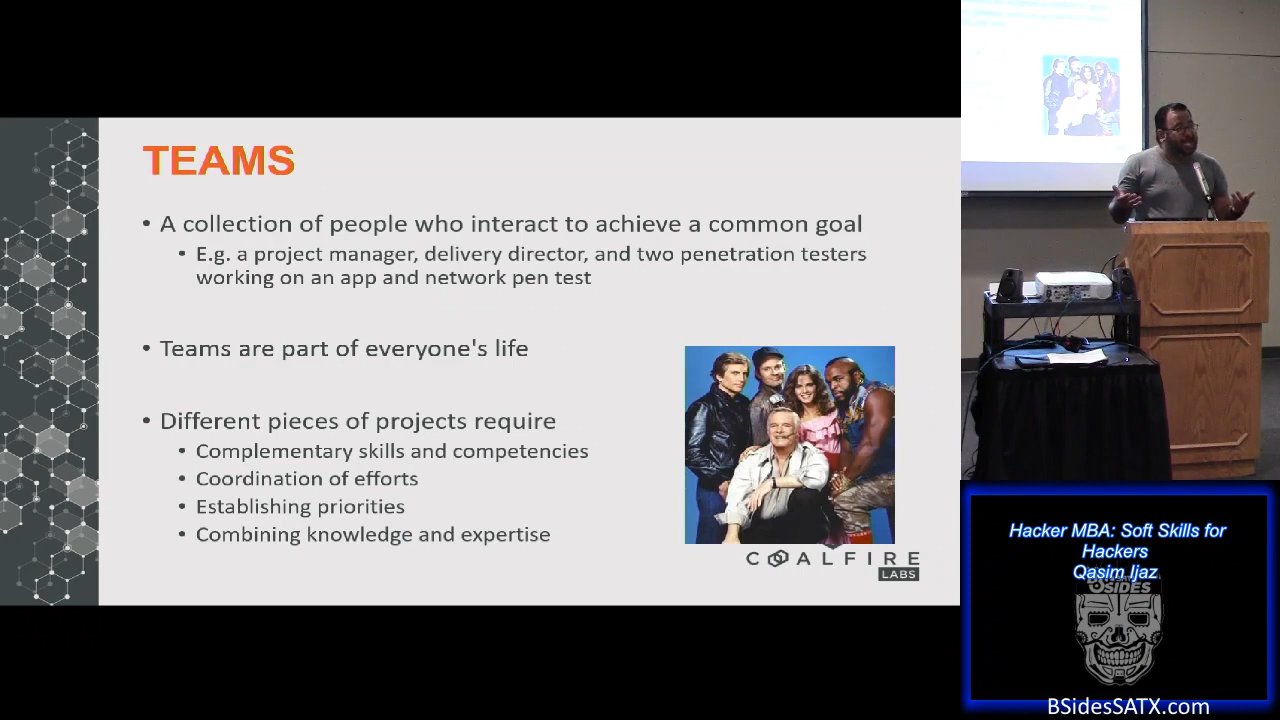 TEAMS
• A collection of people who interact to achieve a common goal
• E.g. a project manager, delivery director, and two penetration testers
working on an app and network pen test
• Teams are part of everyone's life
• Different pieces of projects require
• Complementary skills and competencies
• Coordination of efforts
• Establishing priorities
• Combining knowledge and expertise
COALFIRE
LABS
Hacker MBA: Soft Skills for
Hackers
Qasim Ijaz
BSIDES
BSidesSATX.com